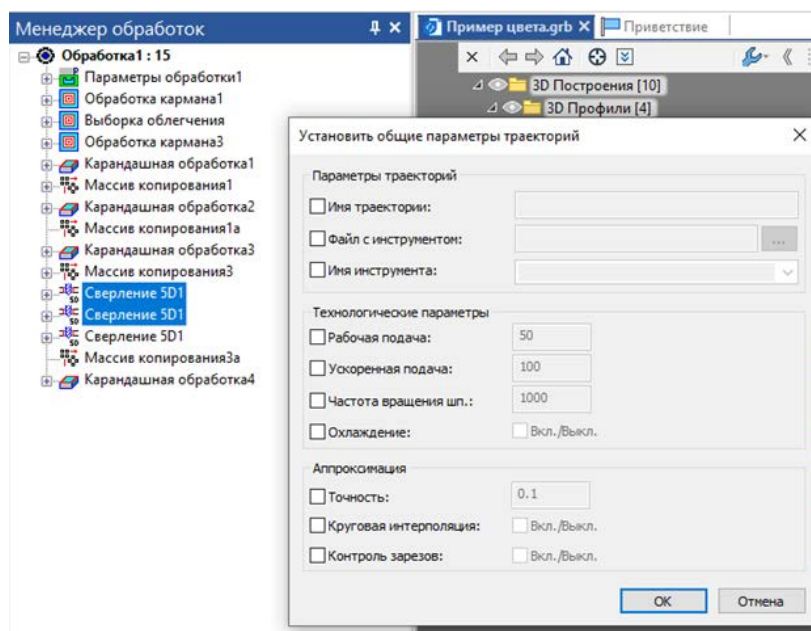 Менеджер обработок
Обработка1 : 15
Параметры обработки1
Обработка кармана1
Выборка облегчения
Обработка кармана3
Карандашная обработка1
Массив копирования1
Карандашная обработка2
Массив копирования1а
Карандашная обработка3
Массив копирования3
Сверление 5D1
Сверление 5D1
Сверление 5D1
Массив копирования3а
Карандашная обработка4
Пример цвета.grb
Приветствие
3D Построения [10]
3D Профили [4]
Установить общие параметры траекторий
Параметры траекторий
Имя траектории:
Файл с инструментом:
...
Имя инструмента:
Технологические параметры
Рабочая подача: 50
Ускоренная подача: 100
Частота вращения шп.: 1000
Охлаждение: Вкл./Выкл.
Аппроксимация
Точность: 0.1
Круговая интерполяция: Вкл./Выкл.
Контроль зарезов: Вкл./Выкл.
ОК Отмена